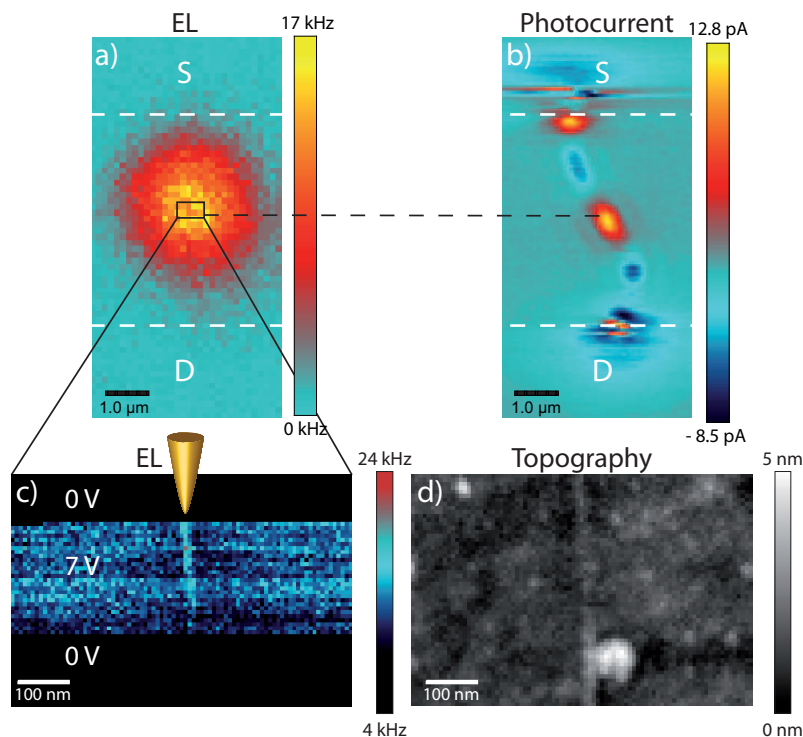 EL
a)
S
D
1.0 µm
17 kHz
0 kHz
Photocurrent
b)
S
D
1.0 µm
12.8 pA
- 8.5 pA
EL
c)
0 V
7 V
0 V
100 nm
24 kHz
4 kHz
Topography
d)
100 nm
5 nm
0 nm